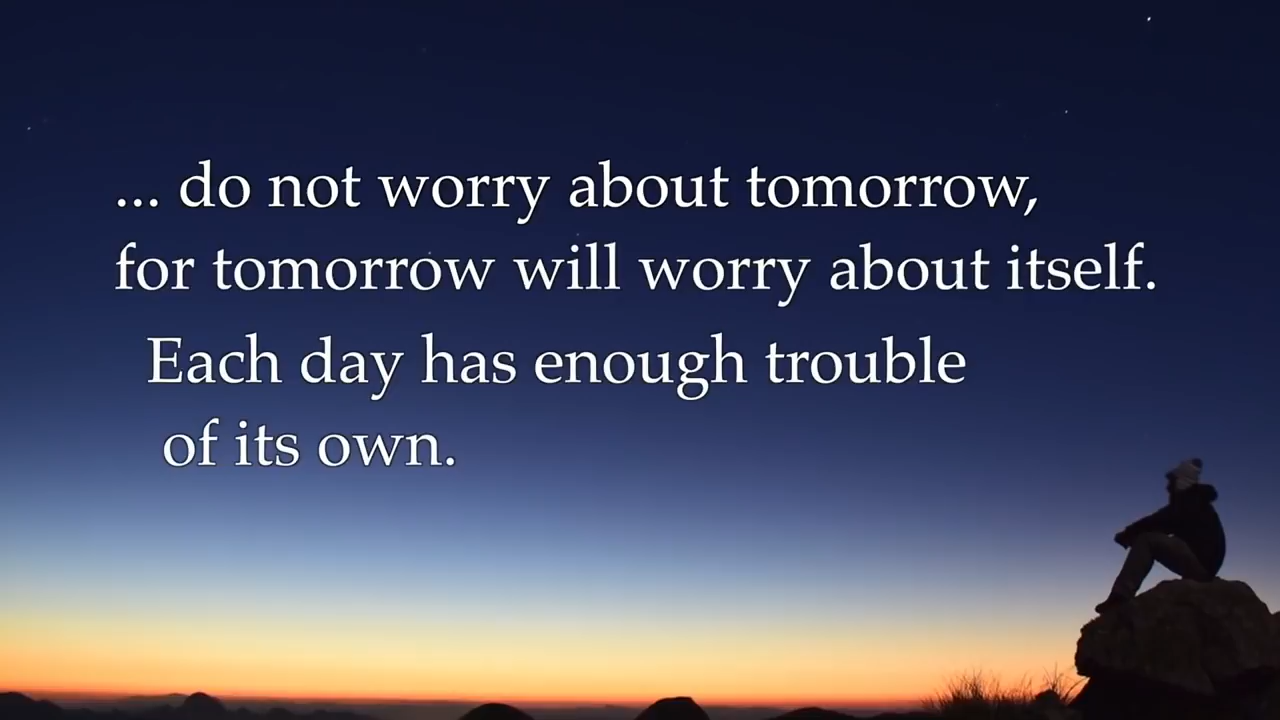 ... do not worry about tomorrow,
for tomorrow will worry about itself.
Each day has enough trouble
of its own.